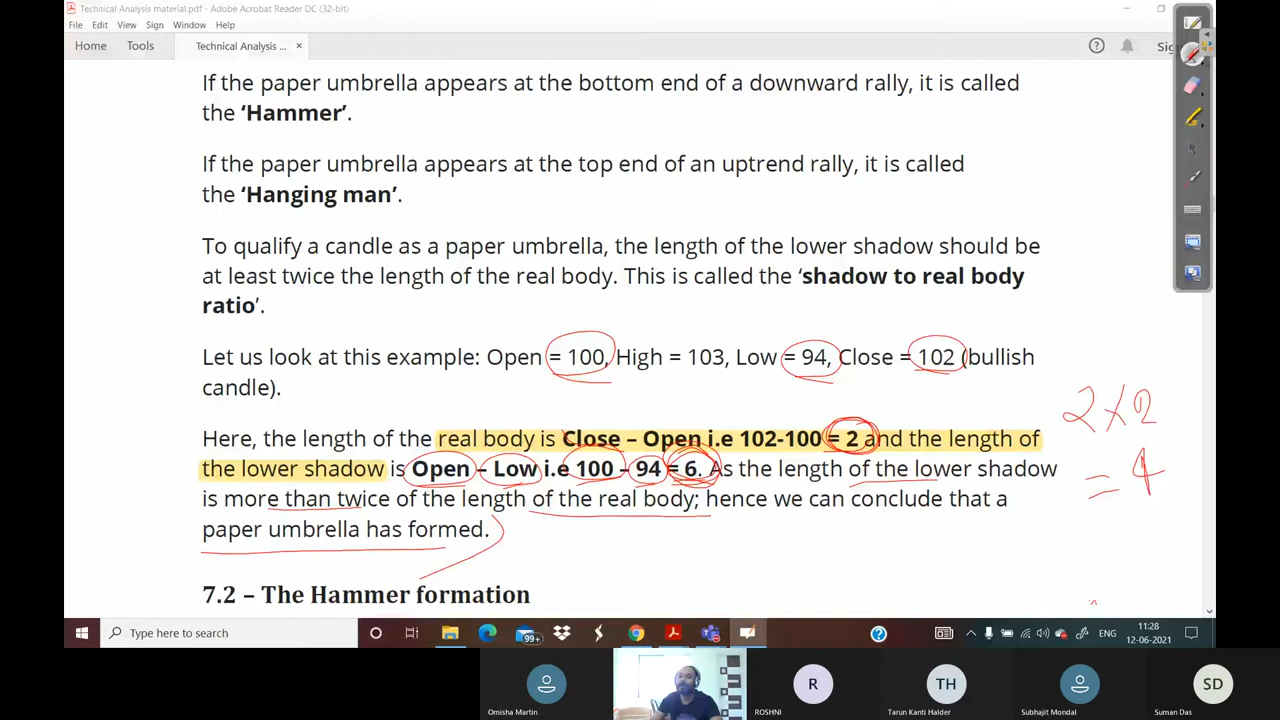 Technical Analysis material.pdf - Adobe Acrobat Reader DC (32-bit)
File Edit View Sign Window Help
Home Tools Technical Analysis ... ×
If the paper umbrella appears at the bottom end of a downward rally, it is called
the ‘Hammer’.
If the paper umbrella appears at the top end of an uptrend rally, it is called
the ‘Hanging man’.
To qualify a candle as a paper umbrella, the length of the lower shadow should be
at least twice the length of the real body. This is called the ‘shadow to real body
ratio’.
Let us look at this example: Open = 100, High = 103, Low = 94, Close = 102 (bullish
candle).
2 × 2
Here, the length of the real body is Close – Open i.e 102-100 = 2 and the length of
the lower shadow is Open – Low i.e 100 – 94 = 6. As the length of the lower shadow
= 4
is more than twice of the length of the real body; hence we can conclude that a
paper umbrella has formed.
7.2 – The Hammer formation
Type here to search
99+
ENG
11:28
12-06-2021
R TH SD
Omisha Martin ROSHNI Tarun Kanti Halder Subhajit Mondal Suman Das